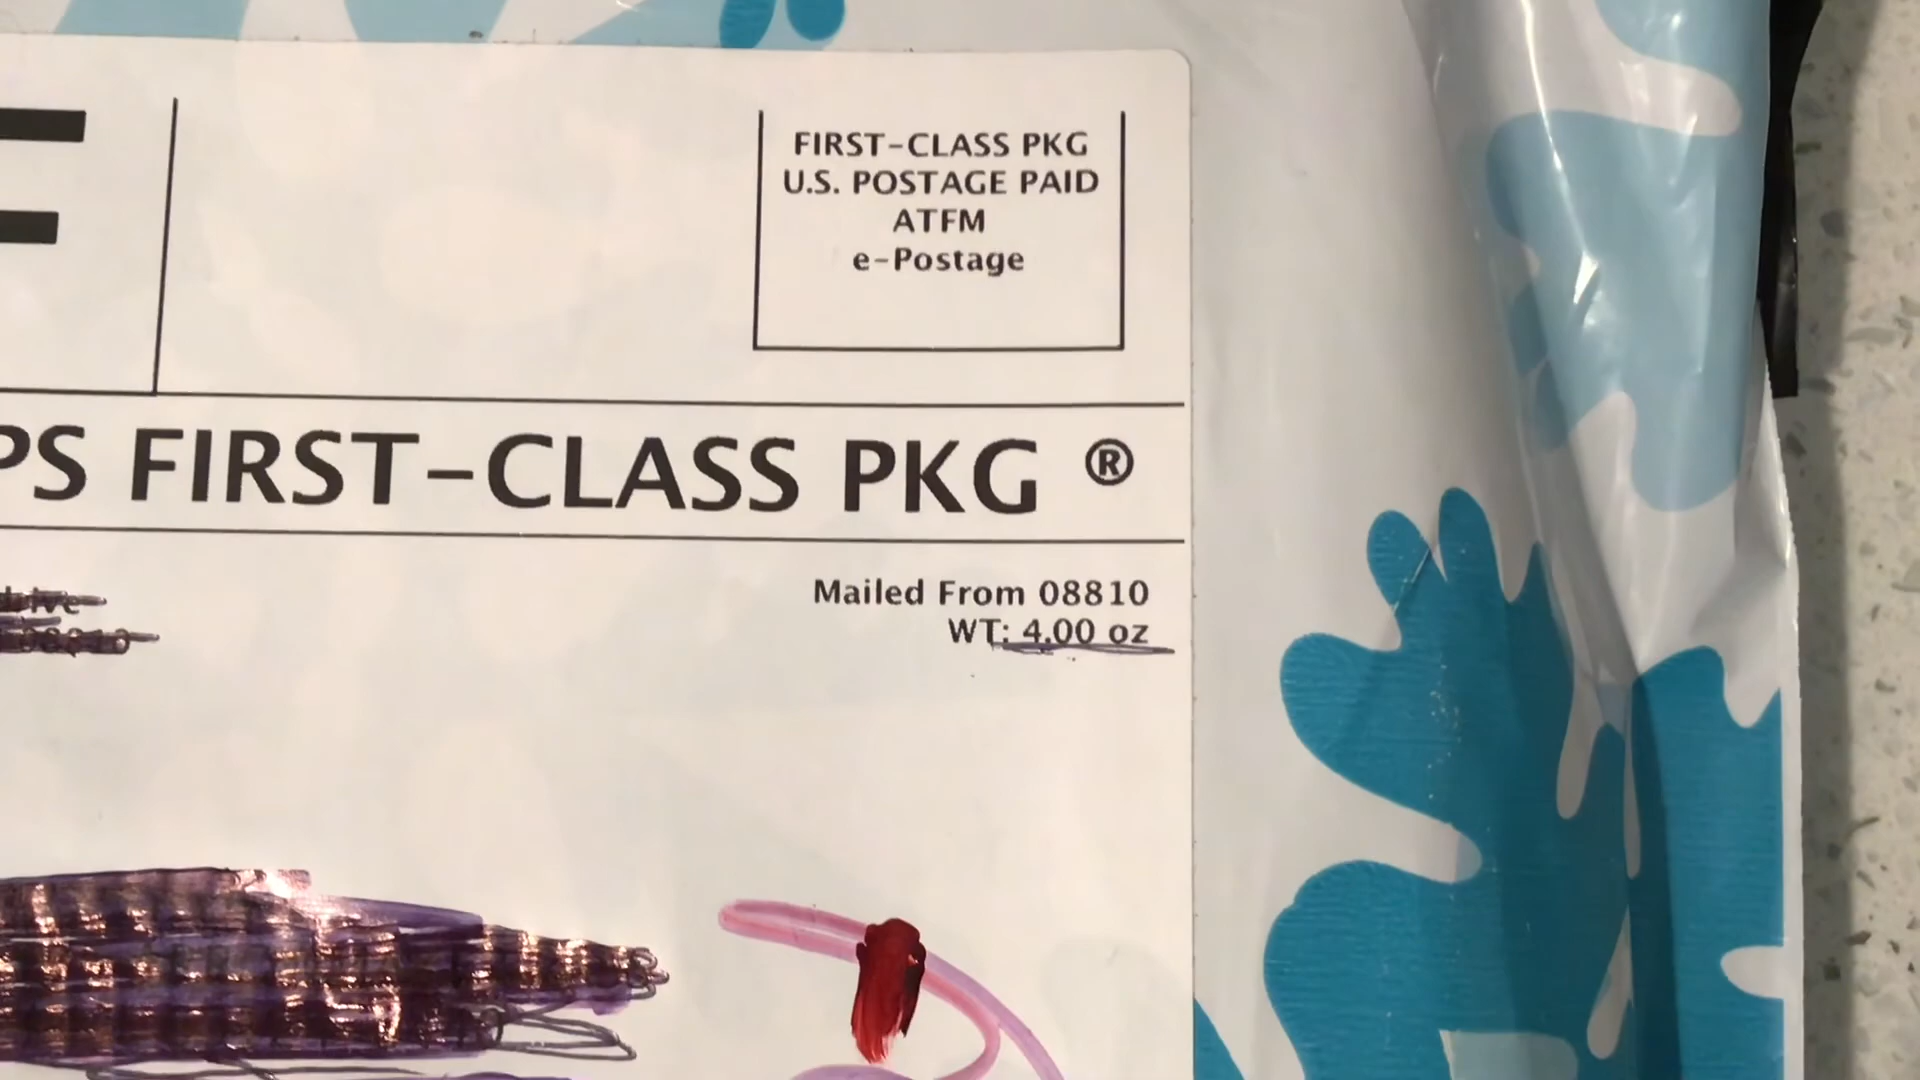 FIRST-CLASS PKG
U.S. POSTAGE PAID
ATFM
e-Postage
PS FIRST-CLASS PKG ®
Mailed From 08810
WT: 4.00 oz